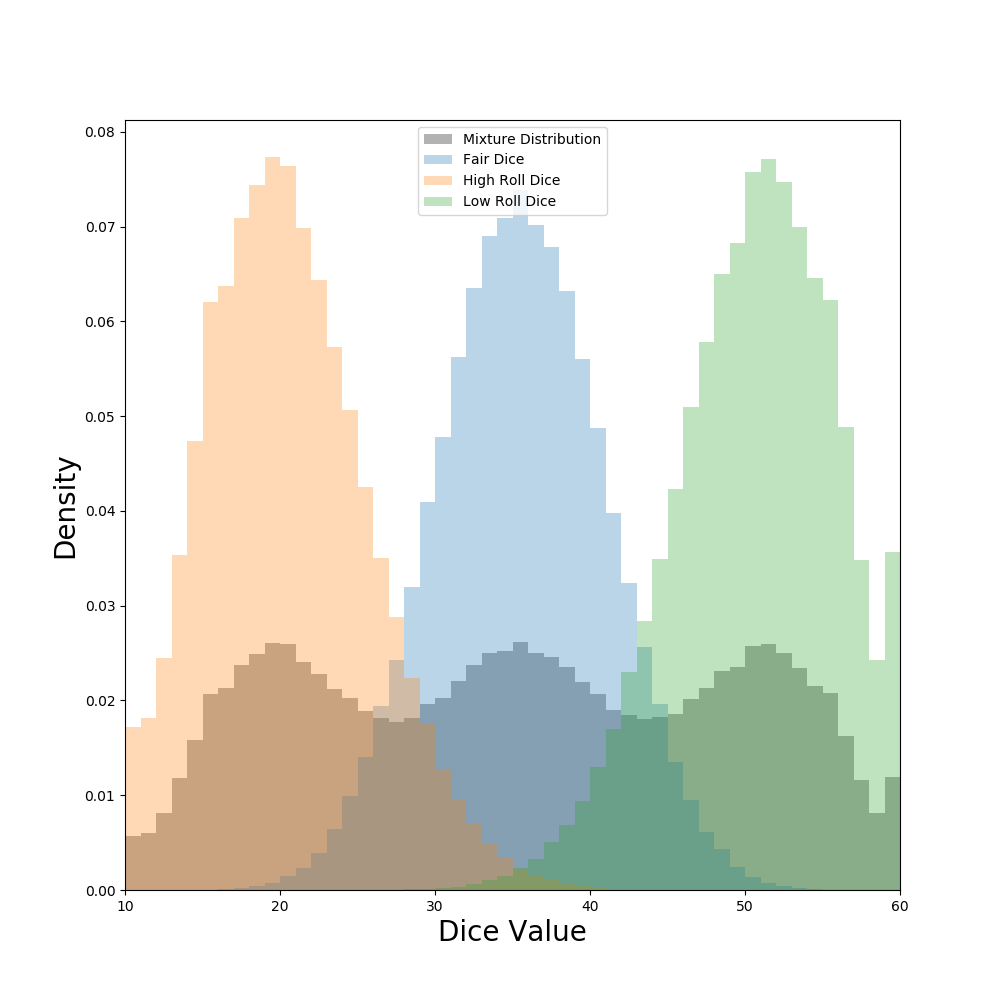 Mixture Distribution
Fair Dice
High Roll Dice
Low Roll Dice
0.08
0.07
0.06
0.05
0.04
0.03
0.02
0.01
0.00
Density
10 20 30 40 50 60
Dice Value